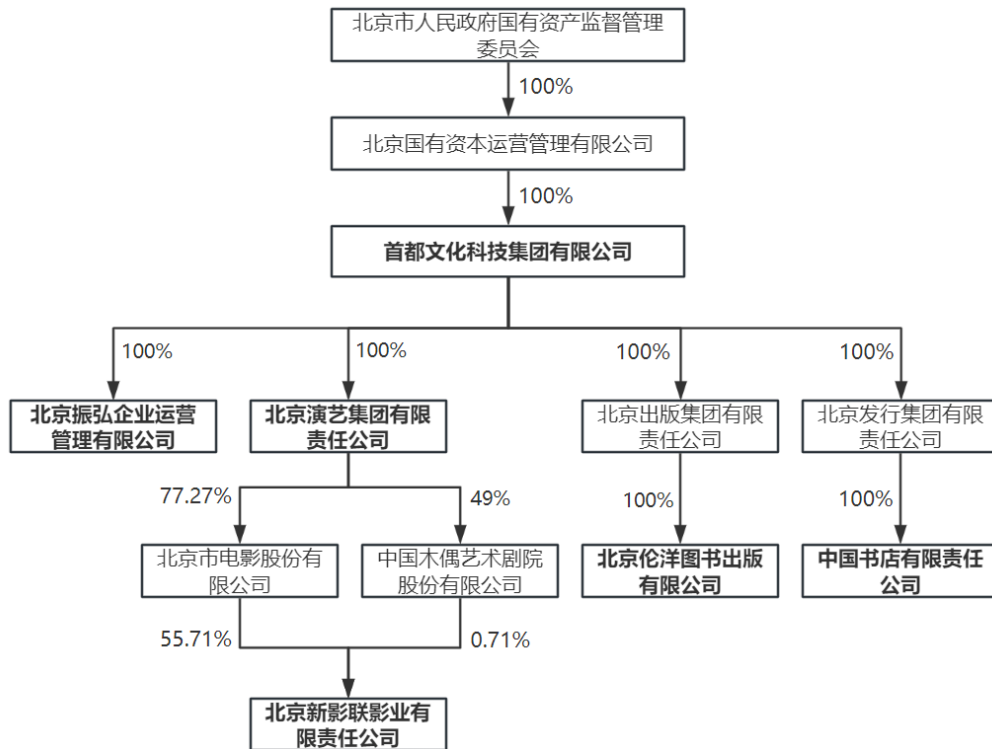 北京市人民政府国有资产监督管理
委员会
100%
北京国有资本运营管理有限公司
100%
首都文化科技集团有限公司
100%
100%
100%
100%
北京振弘企业运营
管理有限公司
北京演艺集团有限
责任公司
北京出版集团有限
责任公司
北京发行集团有限
责任公司
77.27%
49%
100%
100%
北京市电影股份有
限公司
中国木偶艺术剧院
股份有限公司
北京伦洋图书出版
有限公司
中国书店有限责任
公司
55.71%
0.71%
北京新影联影业有
限责任公司